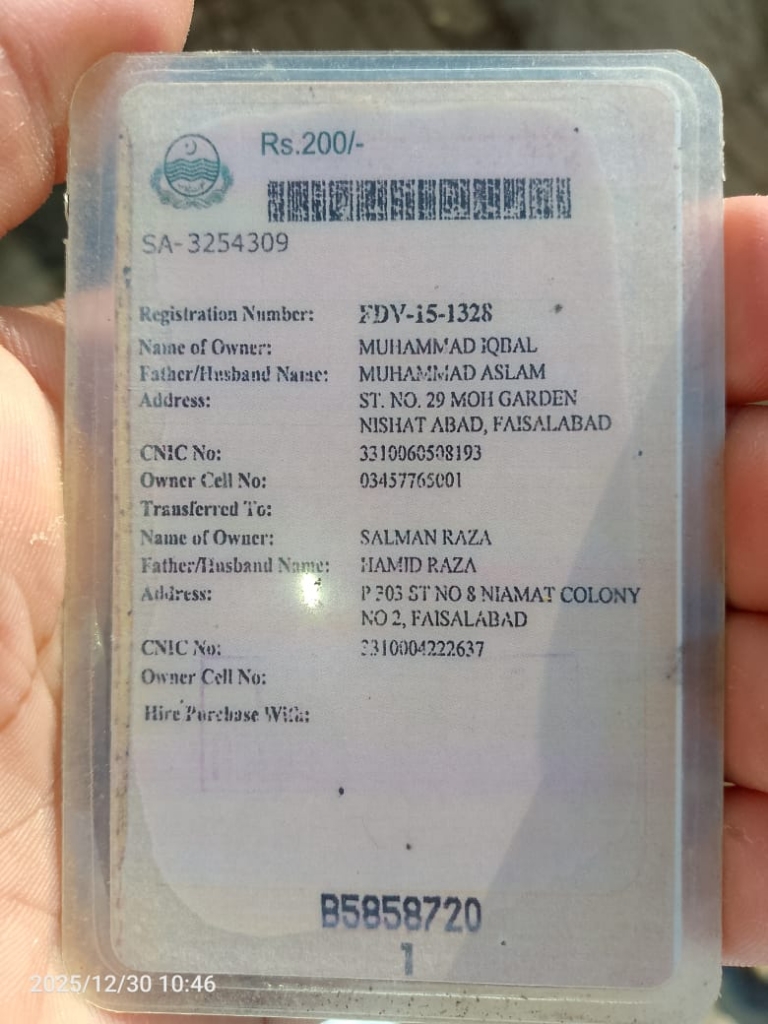 Rs.200/-
SA-3254309
Registration Number: FDV-15-1328
Name of Owner: MUHAMMAD IQBAL
Father/Husband Name: MUHAMMAD ASLAM
Address: ST. NO. 29 MOH GARDEN
NISHAT ABAD, FAISALABAD
CNIC No: 3310060508193
Owner Cell No: 03457765001
Transferred To:
Name of Owner: SALMAN RAZA
Father/Husband Name: HAMID RAZA
Address: P 303 ST NO 8 NIAMAT COLONY
NO 2, FAISALABAD
CNIC No: 3310004222637
Owner Cell No:
Hire Purchase With:
B5858720
1
2025/12/30 10:46